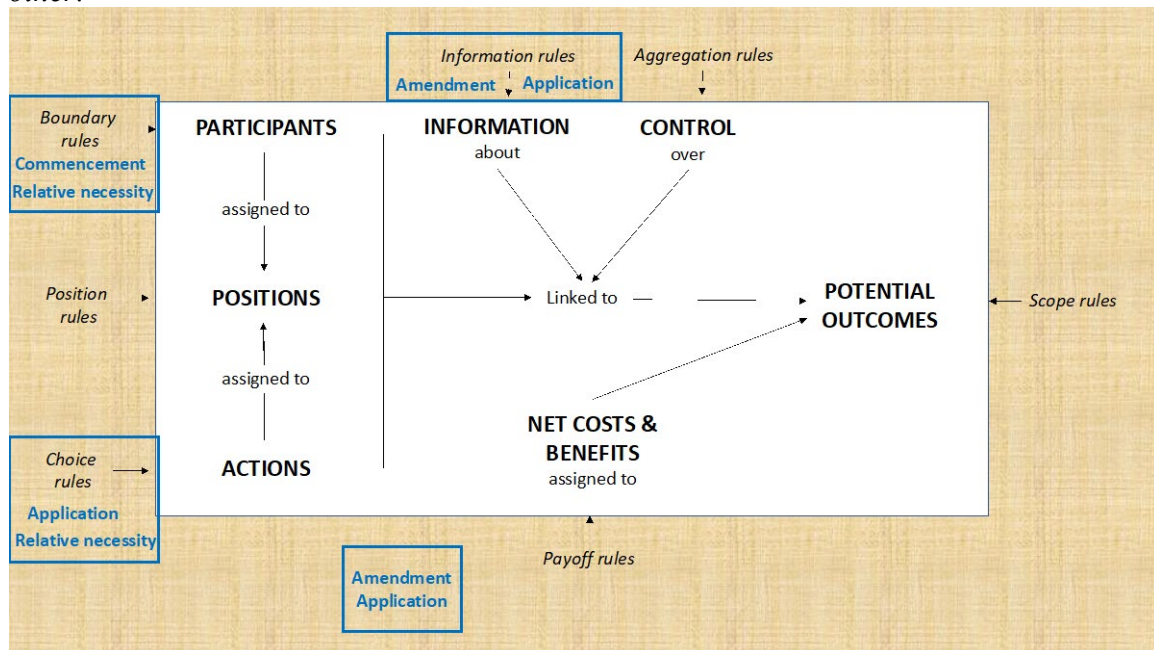 other.
Information rules
Aggregation rules
Amendment Application
Boundary
rules
Commencement
Relative necessity
PARTICIPANTS
INFORMATION
about
CONTROL
over
assigned to
Position
rules
POSITIONS
Linked to
POTENTIAL
OUTCOMES
Scope rules
assigned to
NET COSTS &
BENEFITS
assigned to
Choice
rules
Application
Relative necessity
ACTIONS
Payoff rules
Amendment
Application